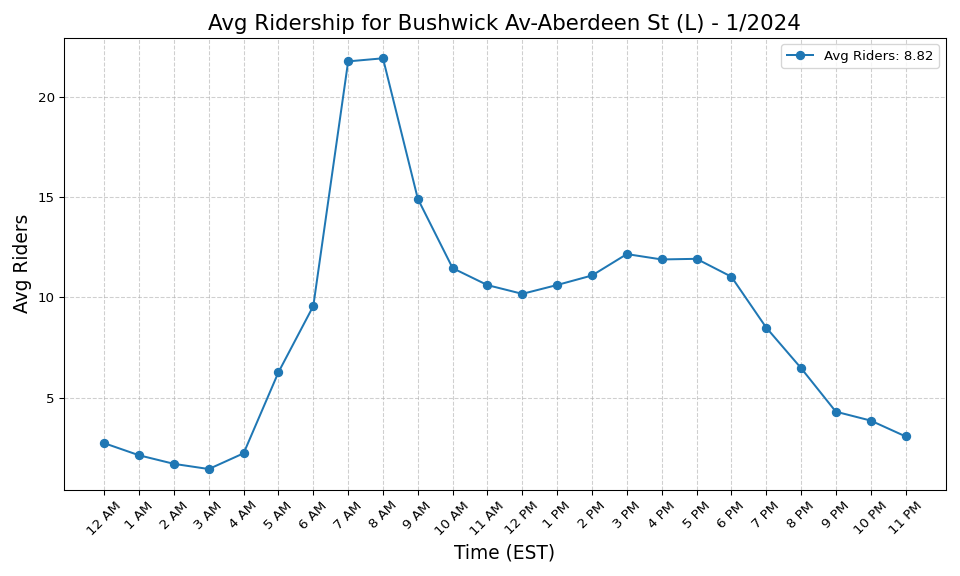 Avg Ridership for Bushwick Av-Aberdeen St (L) - 1/2024
Avg Riders: 8.82
Avg Riders
20
15
10
5
12 AM 1 AM 2 AM 3 AM 4 AM 5 AM 6 AM 7 AM 8 AM 9 AM 10 AM 11 AM 12 PM 1 PM 2 PM 3 PM 4 PM 5 PM 6 PM 7 PM 8 PM 9 PM 10 PM 11 PM
Time (EST)